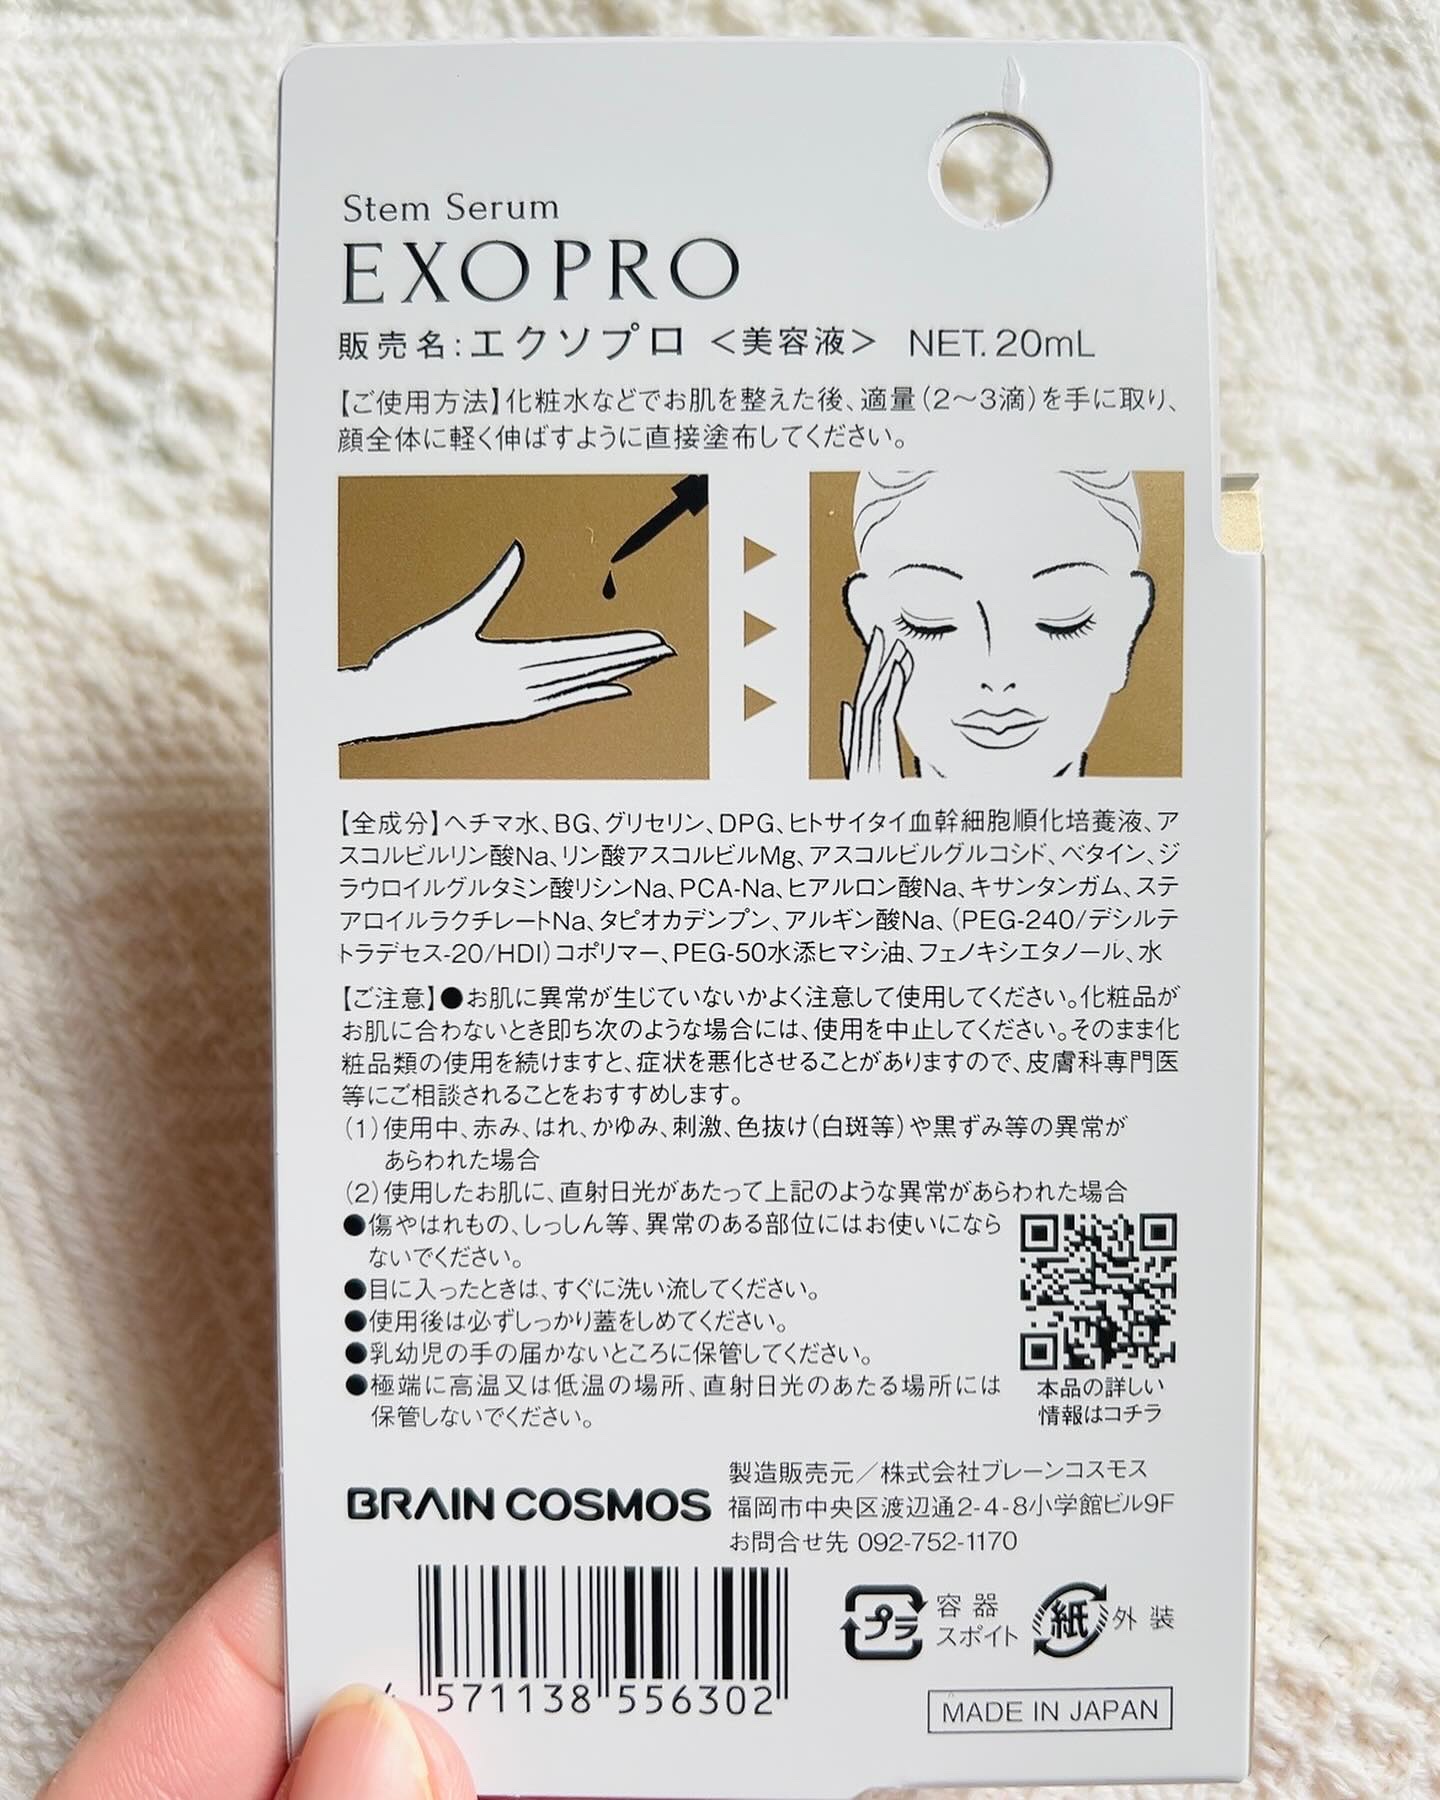 Stem Serum
EXOPRO
販売名:エクソプロ <美容液> NET. 20mL
【ご使用方法】化粧水などでお肌を整えた後、適量(2~3滴)を手に取り、
顔全体に軽く伸ばすように直接塗布してください。
【全成分】ヘチマ水、BG、グリセリン、DPG、ヒトサイタイ血幹細胞順化培養液、ア
スコルビルリン酸Na、リン酸アスコルビルMg、アスコルビルグルコシド、ベタイン、ジ
ラウロイルグルタミン酸リシンNa、PCA-Na、ヒアルロン酸Na、キサンタンガム、ステ
アロイルラクチレートNa、タピオカデンプン、アルギン酸Na、(PEG-240/デシルテ
トラデセス-20/HDI)コポリマー、PEG-50水添ヒマシ油、フェノキシエタノール、水
【ご注意】●お肌に異常が生じていないかよく注意して使用してください。化粧品が
お肌に合わないとき即ち次のような場合には、使用を中止してください。そのまま化
粧品類の使用を続けますと、症状を悪化させることがありますので、皮膚科専門医
等にご相談されることをおすすめします。
(1)使用中、赤み、はれ、かゆみ、刺激、色抜け(白斑等)や黒ずみ等の異常が
あらわれた場合
(2)使用したお肌に、直射日光があたって上記のような異常があらわれた場合
●傷やはれもの、しっしん等、異常のある部位にはお使いになら
ないでください。
●目に入ったときは、すぐに洗い流してください。
●使用後は必ずしっかり蓋をしめてください。
●乳幼児の手の届かないところに保管してください。
●極端に高温又は低温の場所、直射日光のあたる場所には
保管しないでください。
本品の詳しい
情報はコチラ
BRAIN COSMOS
製造販売元/株式会社ブレーンコスモス
福岡市中央区渡辺通2-4-8小学館ビル9F
お問合せ先 092-752-1170
プラ 容器
スポイト
紙 外装
4 571138 556302
MADE IN JAPAN